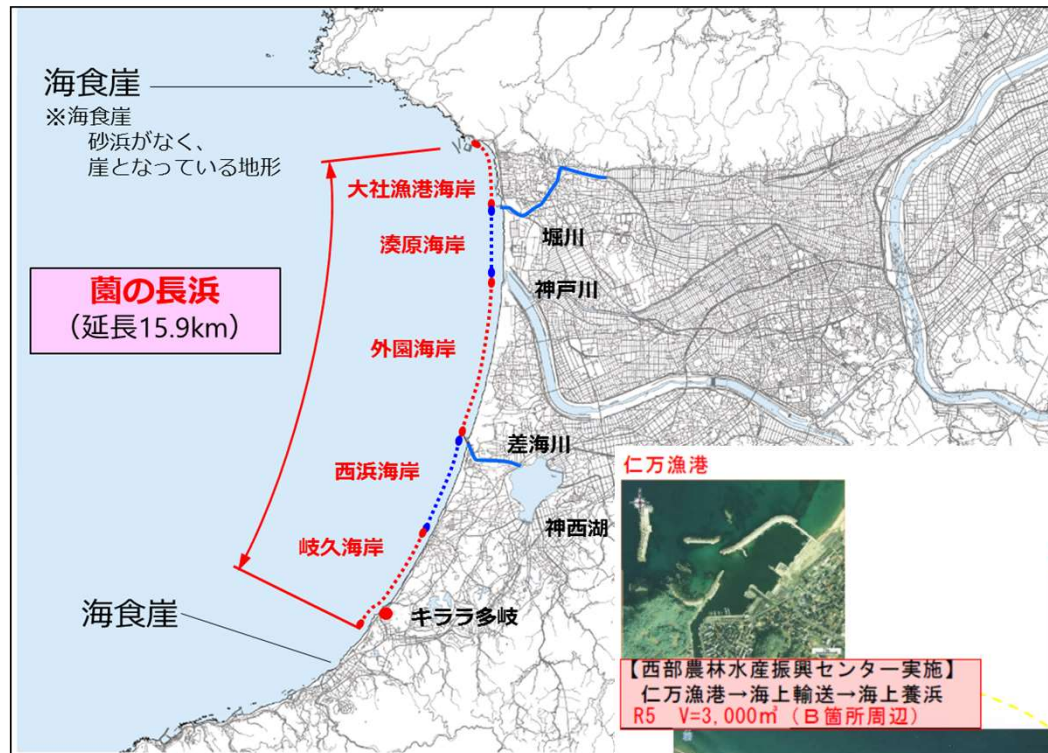 海食崖
※海食崖
砂浜がなく、
崖となっている地形
大社漁港海岸
湊原海岸
堀川
神戸川
薗の長浜
（延長15.9km）
外園海岸
差海川
西浜海岸
神西湖
岐久海岸
キララ多岐
海食崖
仁万漁港
【西部農林水産振興センター実施】
仁万漁港→海上輸送→海上養浜
R5 V=3,000㎥（B箇所周辺）